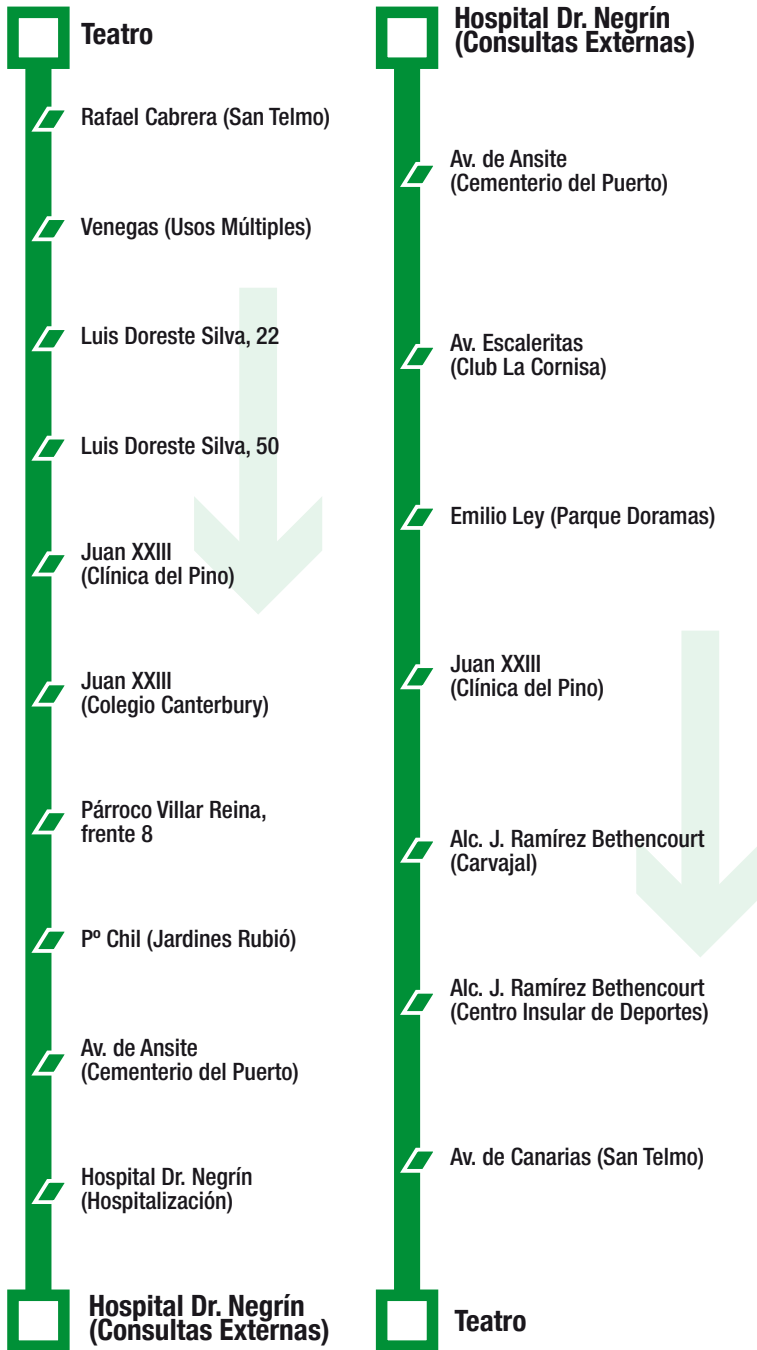 Teatro
Rafael Cabrera (San Telmo)
Venegas (Usos Múltiples)
Luis Doreste Silva, 22
Luis Doreste Silva, 50
Juan XXIII
(Clínica del Pino)
Juan XXIII
(Colegio Canterbury)
Párroco Villar Reina,
frente 8
Pº Chil (Jardines Rubió)
Av. de Ansite
(Cementerio del Puerto)
Hospital Dr. Negrín
(Hospitalización)
Hospital Dr. Negrín
(Consultas Externas)
Hospital Dr. Negrín
(Consultas Externas)
Av. de Ansite
(Cementerio del Puerto)
Av. Escaleritas
(Club La Cornisa)
Emilio Ley (Parque Doramas)
Juan XXIII
(Clínica del Pino)
Alc. J. Ramírez Bethencourt
(Carvajal)
Alc. J. Ramírez Bethencourt
(Centro Insular de Deportes)
Av. de Canarias (San Telmo)
Teatro